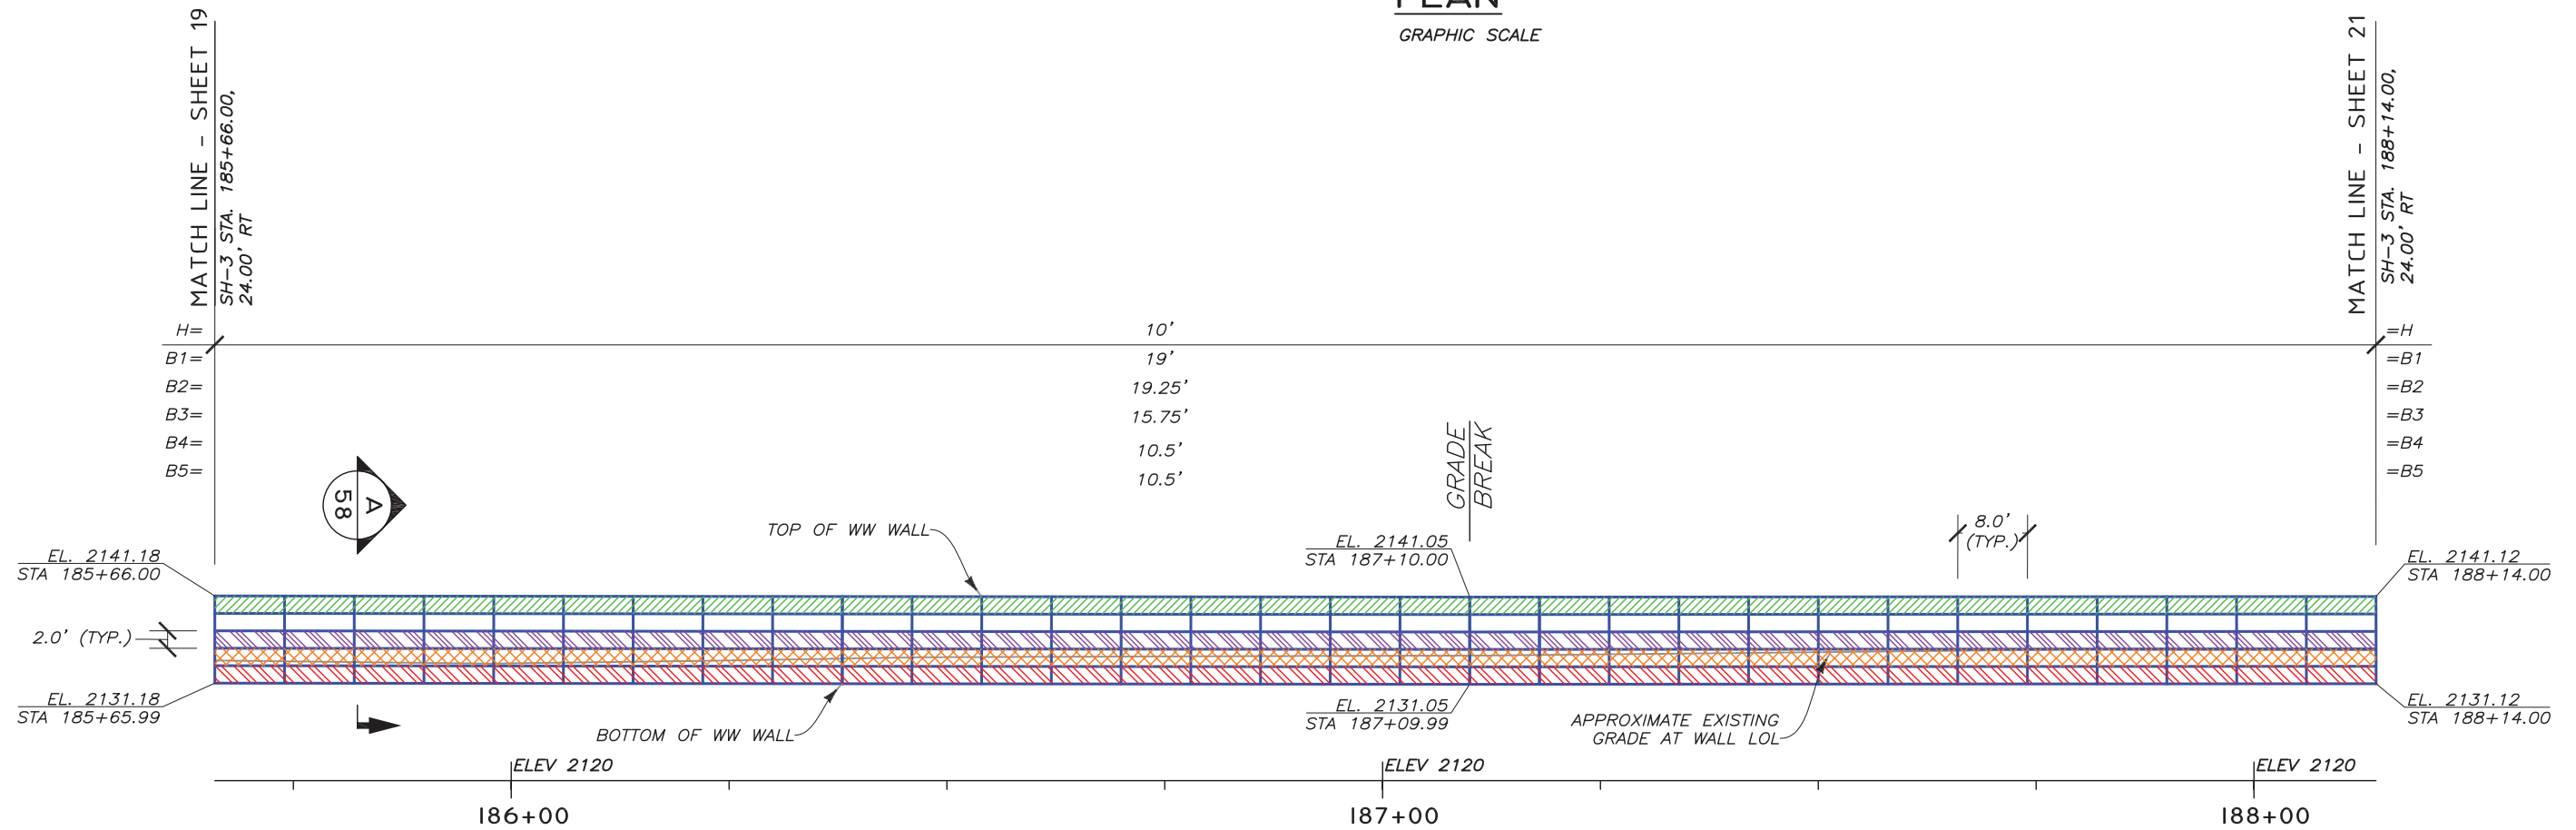 PLAN
GRAPHIC SCALE
MATCH LINE - SHEET 19
SH-3 STA. 185+66.00,
24.00' RT
MATCH LINE - SHEET 21
SH-3 STA. 188+14.00,
24.00' RT
H= 10' =H
B1= 19' =B1
B2= 19.25' =B2
B3= 15.75' =B3
B4= 10.5' =B4
B5= 10.5' =B5
GRADE
BREAK
A
58
TOP OF WW WALL
8.0'
(TYP.)
EL. 2141.18
STA 185+66.00
EL. 2141.05
STA 187+10.00
EL. 2141.12
STA 188+14.00
2.0' (TYP.)
EL. 2131.18
STA 185+65.99
BOTTOM OF WW WALL
EL. 2131.05
STA 187+09.99
APPROXIMATE EXISTING
GRADE AT WALL LOL
EL. 2131.12
STA 188+14.00
ELEV 2120 ELEV 2120 ELEV 2120
186+00 187+00 188+00